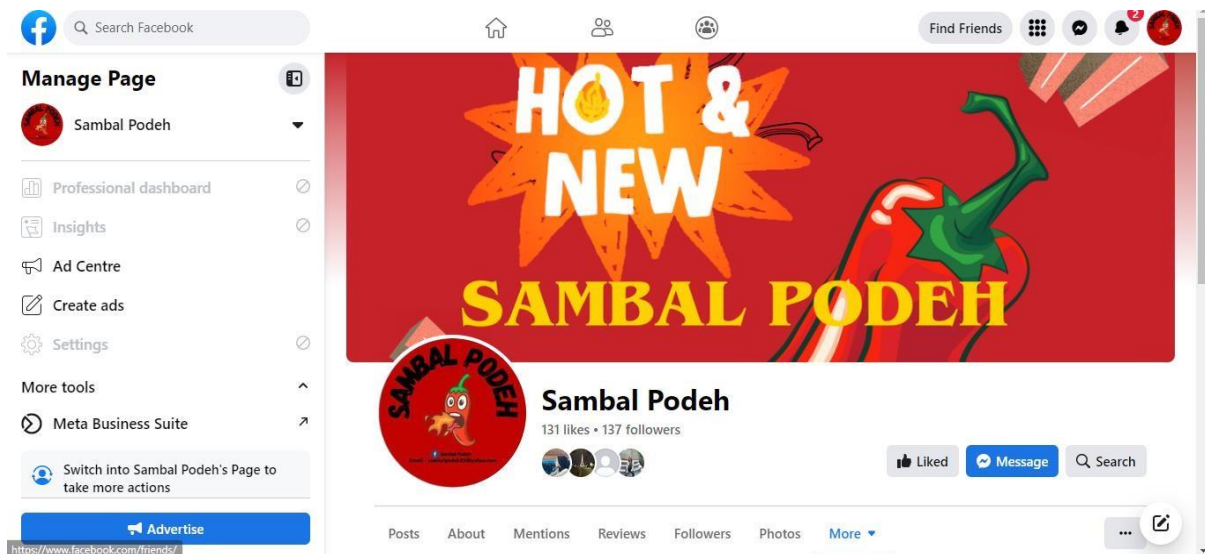 Search Facebook
Find Friends
2
Manage Page
Sambal Podeh
Professional dashboard
Insights
Ad Centre
Create ads
Settings
More tools
Meta Business Suite
Switch into Sambal Podeh's Page to
take more actions
Advertise
https://www.facebook.com/friends/
HOT &
NEW
SAMBAL PODEH
SAMBAL PODEH
Sambal Podeh
131 likes • 137 followers
Liked
Message
Search
Posts
About
Mentions
Reviews
Followers
Photos
More